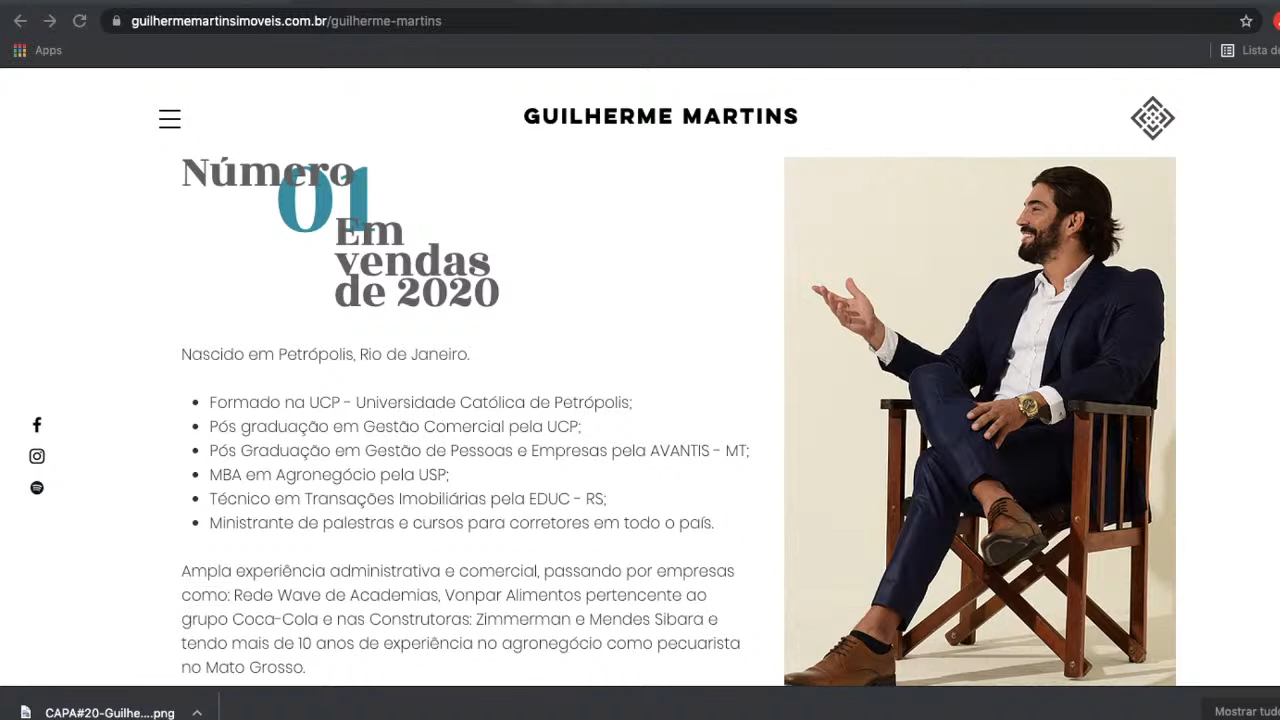 guilhermemartinsimoveis.com.br/guilherme-martins
Apps
Lista de
GUILHERME MARTINS
Número
01
Em
vendas
de 2020
Nascido em Petrópolis, Rio de Janeiro.
• Formado na UCP - Universidade Católica de Petrópolis;
• Pós graduação em Gestão Comercial pela UCP;
• Pós Graduação em Gestão de Pessoas e Empresas pela AVANTIS - MT;
• MBA em Agronegócio pela USP;
• Técnico em Transações Imobiliárias pela EDUC - RS;
• Ministrante de palestras e cursos para corretores em todo o país.
Ampla experiência administrativa e comercial, passando por empresas
como: Rede Wave de Academias, Vonpar Alimentos pertencente ao
grupo Coca-Cola e nas Construtoras: Zimmerman e Mendes Sibara e
tendo mais de 10 anos de experiência no agronegócio como pecuarista
no Mato Grosso.
CAPA#20-Guilhe....png
Mostrar tudo